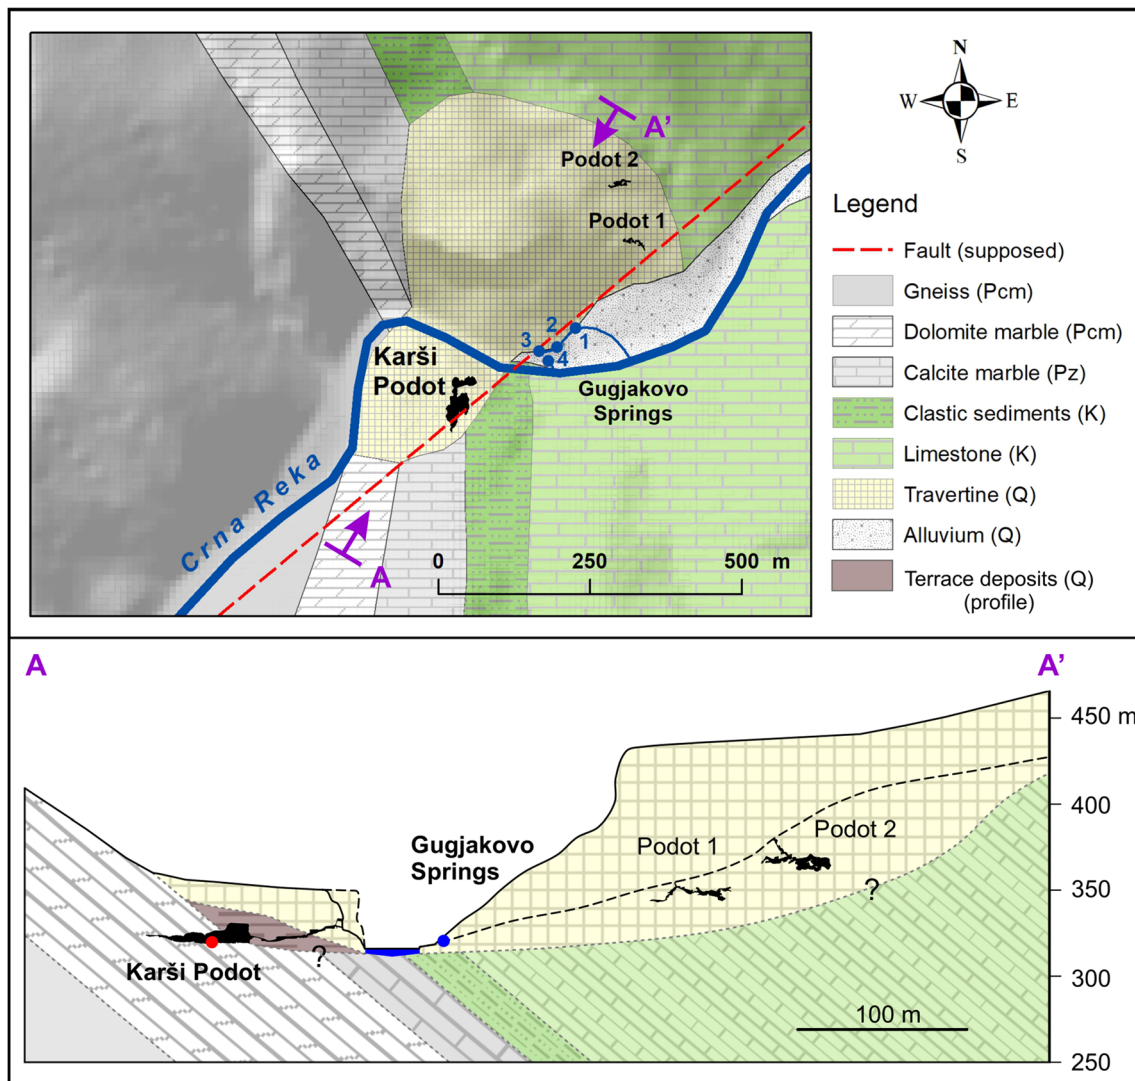 N
W
E
S
A'
Podot 2
Podot 1
2
3
1
4
Karši
Podot
Gugjakovo
Springs
Crna Reka
A
0
250
500 m
Legend
Fault (supposed)
Gneiss (Pcm)
Dolomite marble (Pcm)
Calcite marble (Pz)
Clastic sediments (K)
Limestone (K)
Travertine (Q)
Alluvium (Q)
Terrace deposits (Q)
(profile)
A
A'
450 m
400
350
300
250
Gugjakovo
Springs
Podot 1
Podot 2
?
?
Karši Podot
100 m